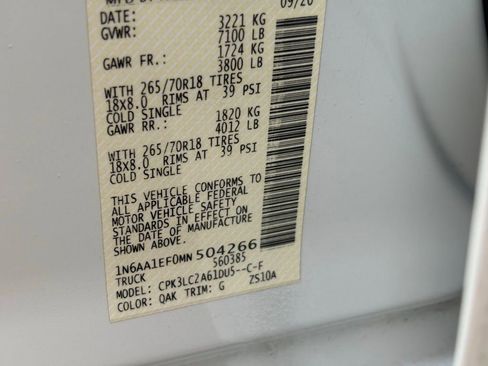 MFD BY
DATE: 09/20
GVWR: 3221 KG
7100 LB
GAWR FR.: 1724 KG
3800 LB
WITH 265/70R18 TIRES
18x8.0 RIMS AT 39 PSI
COLD SINGLE
GAWR RR.: 1820 KG
4012 LB
WITH 265/70R18 TIRES
18x8.0 RIMS AT 39 PSI
COLD SINGLE
THIS VEHICLE CONFORMS TO
ALL APPLICABLE FEDERAL
MOTOR VEHICLE SAFETY
STANDARDS IN EFFECT ON
THE DATE OF MANUFACTURE
SHOWN ABOVE.
1N6AA1EF0MN 504266
TRUCK 560385
MODEL: CPK3LC2A61DU5--C-F
COLOR: QAK TRIM: G ZS10A